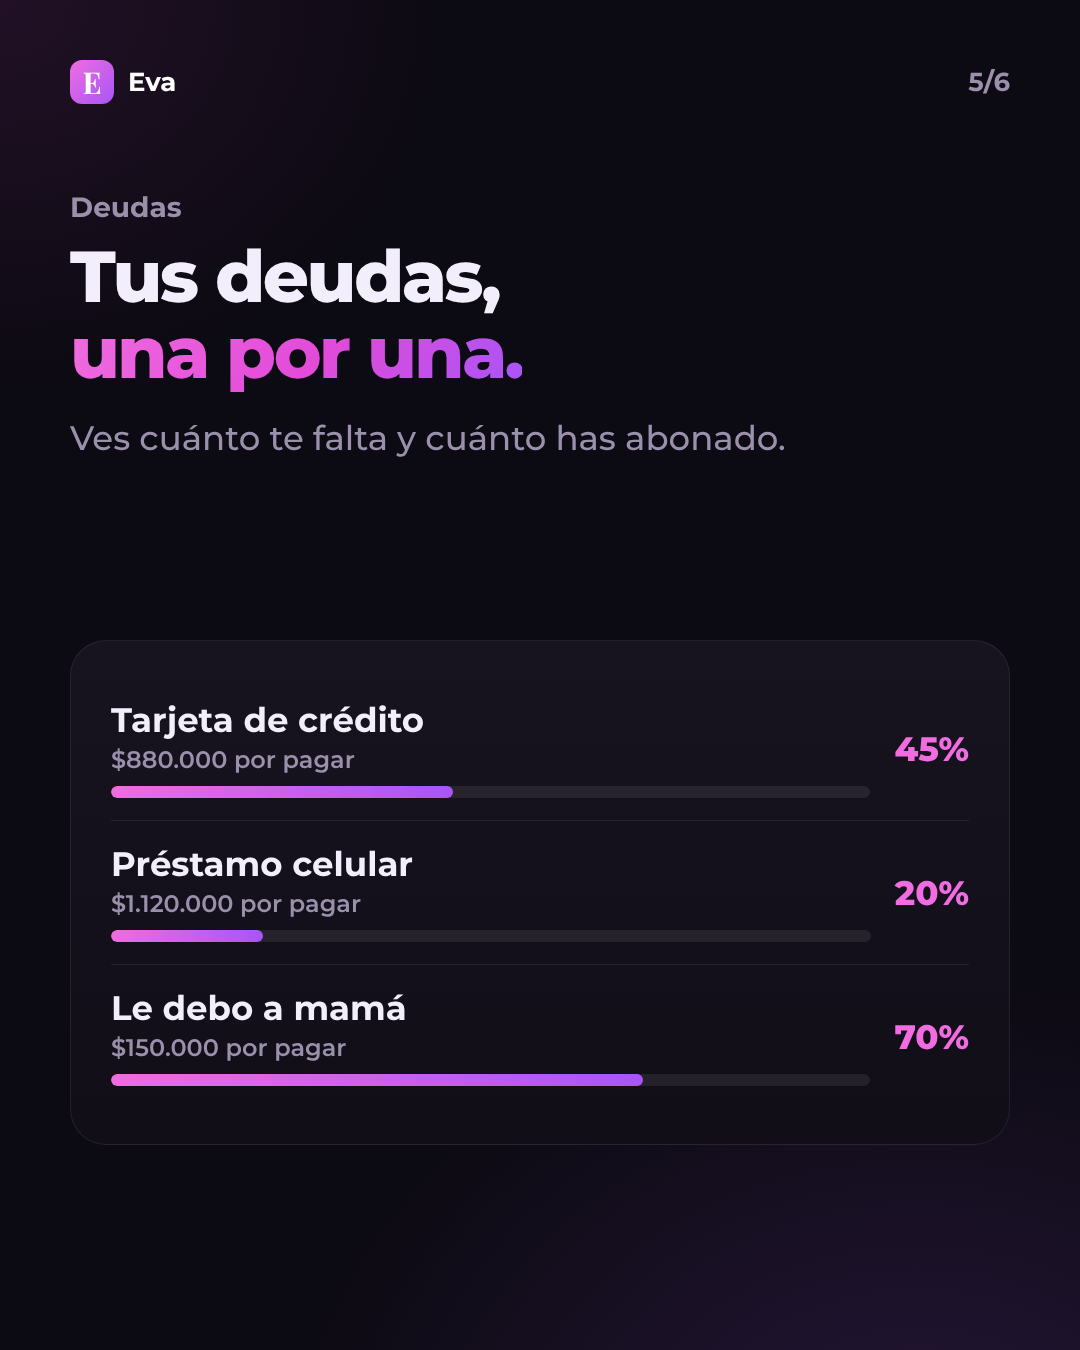 E Eva
5/6
Deudas
Tus deudas,
una por una.
Ves cuánto te falta y cuánto has abonado.
Tarjeta de crédito
$880.000 por pagar
45%
Préstamo celular
$1.120.000 por pagar
20%
Le debo a mamá
$150.000 por pagar
70%